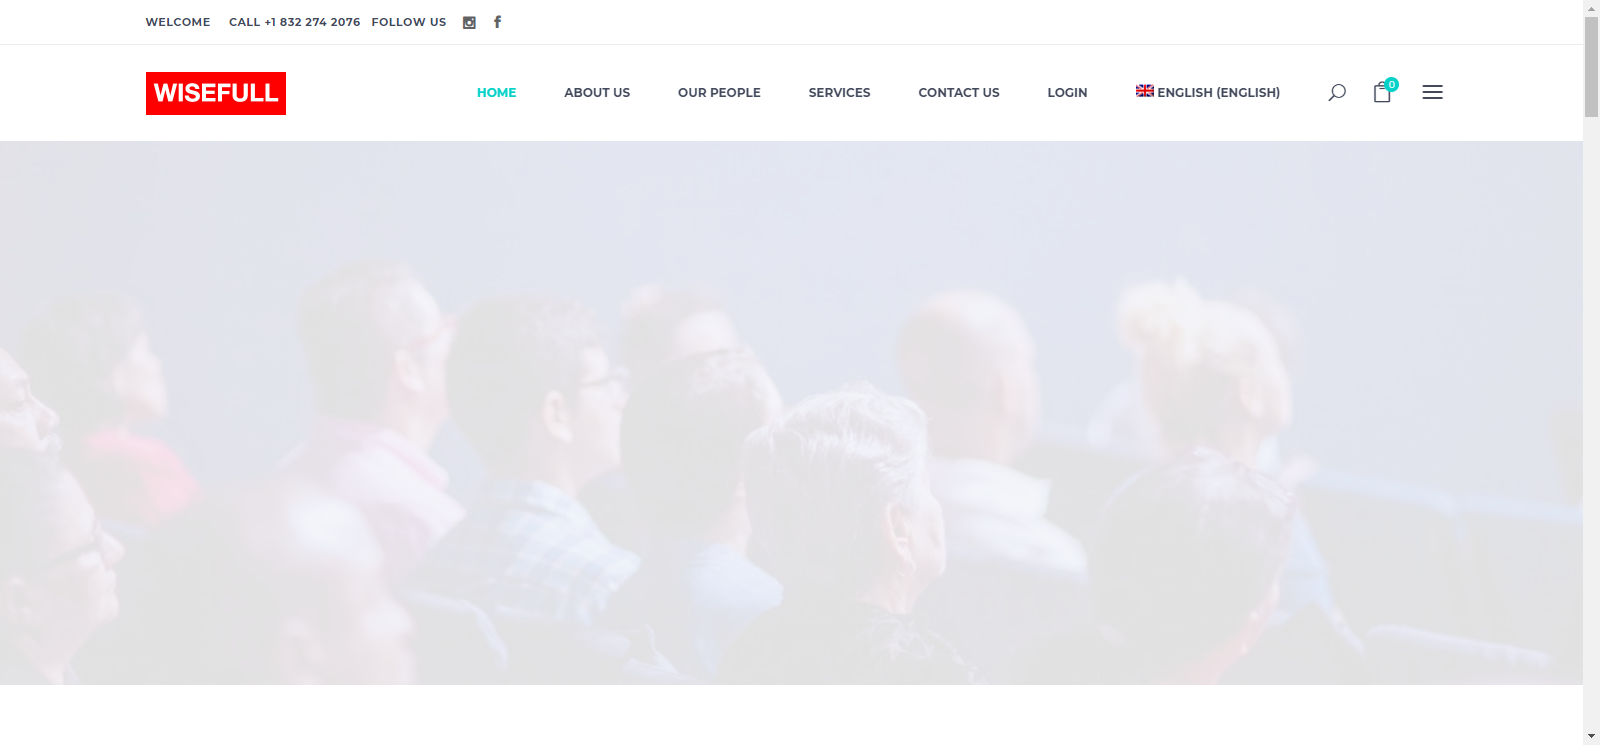 WELCOME CALL +1 832 274 2076 FOLLOW US
WISEFULL HOME ABOUT US OUR PEOPLE SERVICES CONTACT US LOGIN ENGLISH (ENGLISH) 0